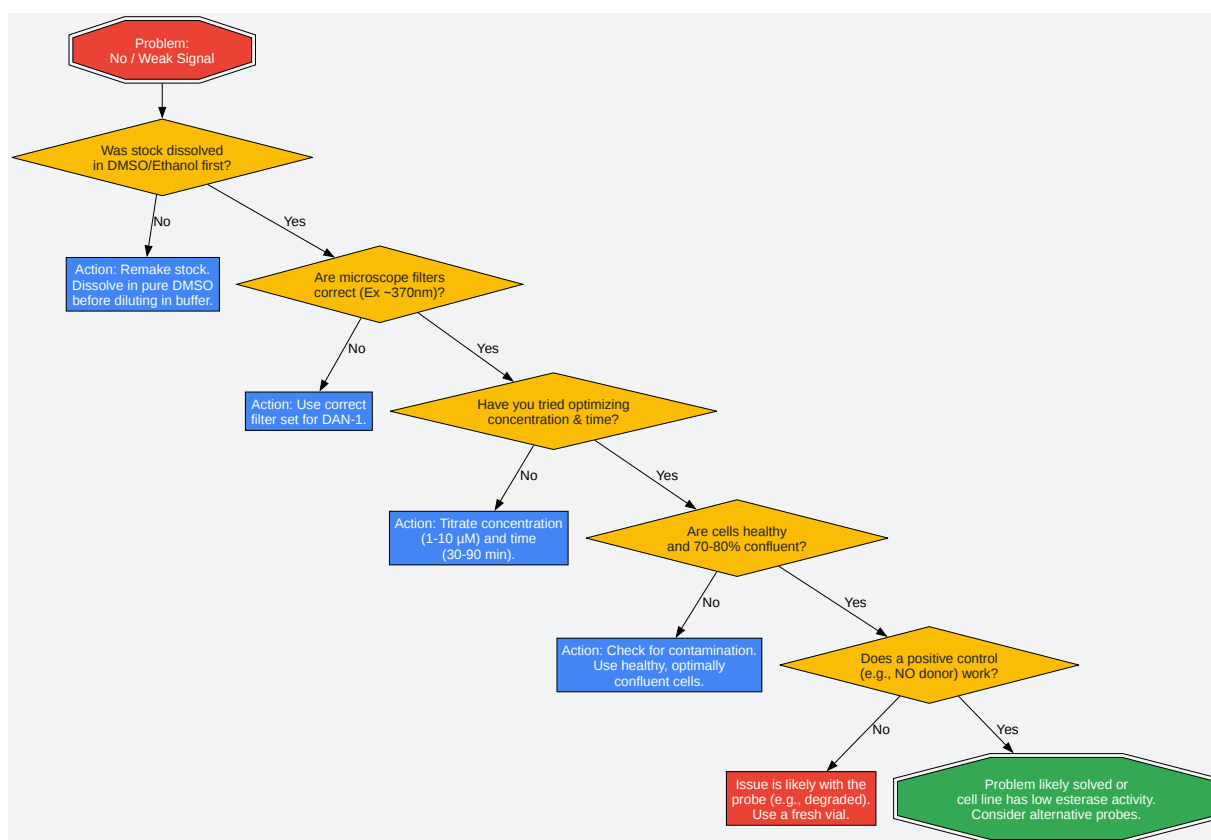 Problem:
No / Weak Signal
Was stock dissolved
in DMSO/Ethanol first?
No
Yes
Action: Remake stock.
Dissolve in pure DMSO
before diluting in buffer.
Are microscope filters
correct (Ex ~370nm)?
No
Yes
Action: Use correct
filter set for DAN-1.
Have you tried optimizing
concentration & time?
No
Yes
Action: Titrate concentration
(1-10 µM) and time
(30-90 min).
Are cells healthy
and 70-80% confluent?
No
Yes
Action: Check for contamination.
Use healthy, optimally
confluent cells.
Does a positive control
(e.g., NO donor) work?
No
Yes
Issue is likely with the
probe (e.g., degraded).
Use a fresh vial.
Problem likely solved or
cell line has low esterase activity.
Consider alternative probes.